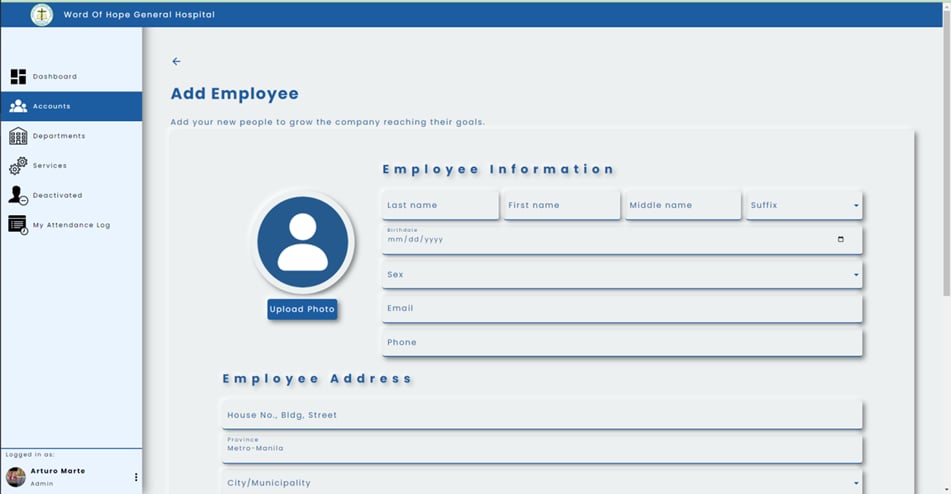 Word Of Hope General Hospital
Dashboard
Accounts
Departments
Services
Deactivated
My Attendance Log
Logged in as:
Arturo Marte
Admin
Add Employee
Add your new people to grow the company reaching their goals.
Employee Information
Upload Photo
Last name First name Middle name Suffix
Birthdate
mm/dd/yyyy
Sex
Email
Phone
Employee Address
House No., Bldg, Street
Province
Metro-Manila
City/Municipality